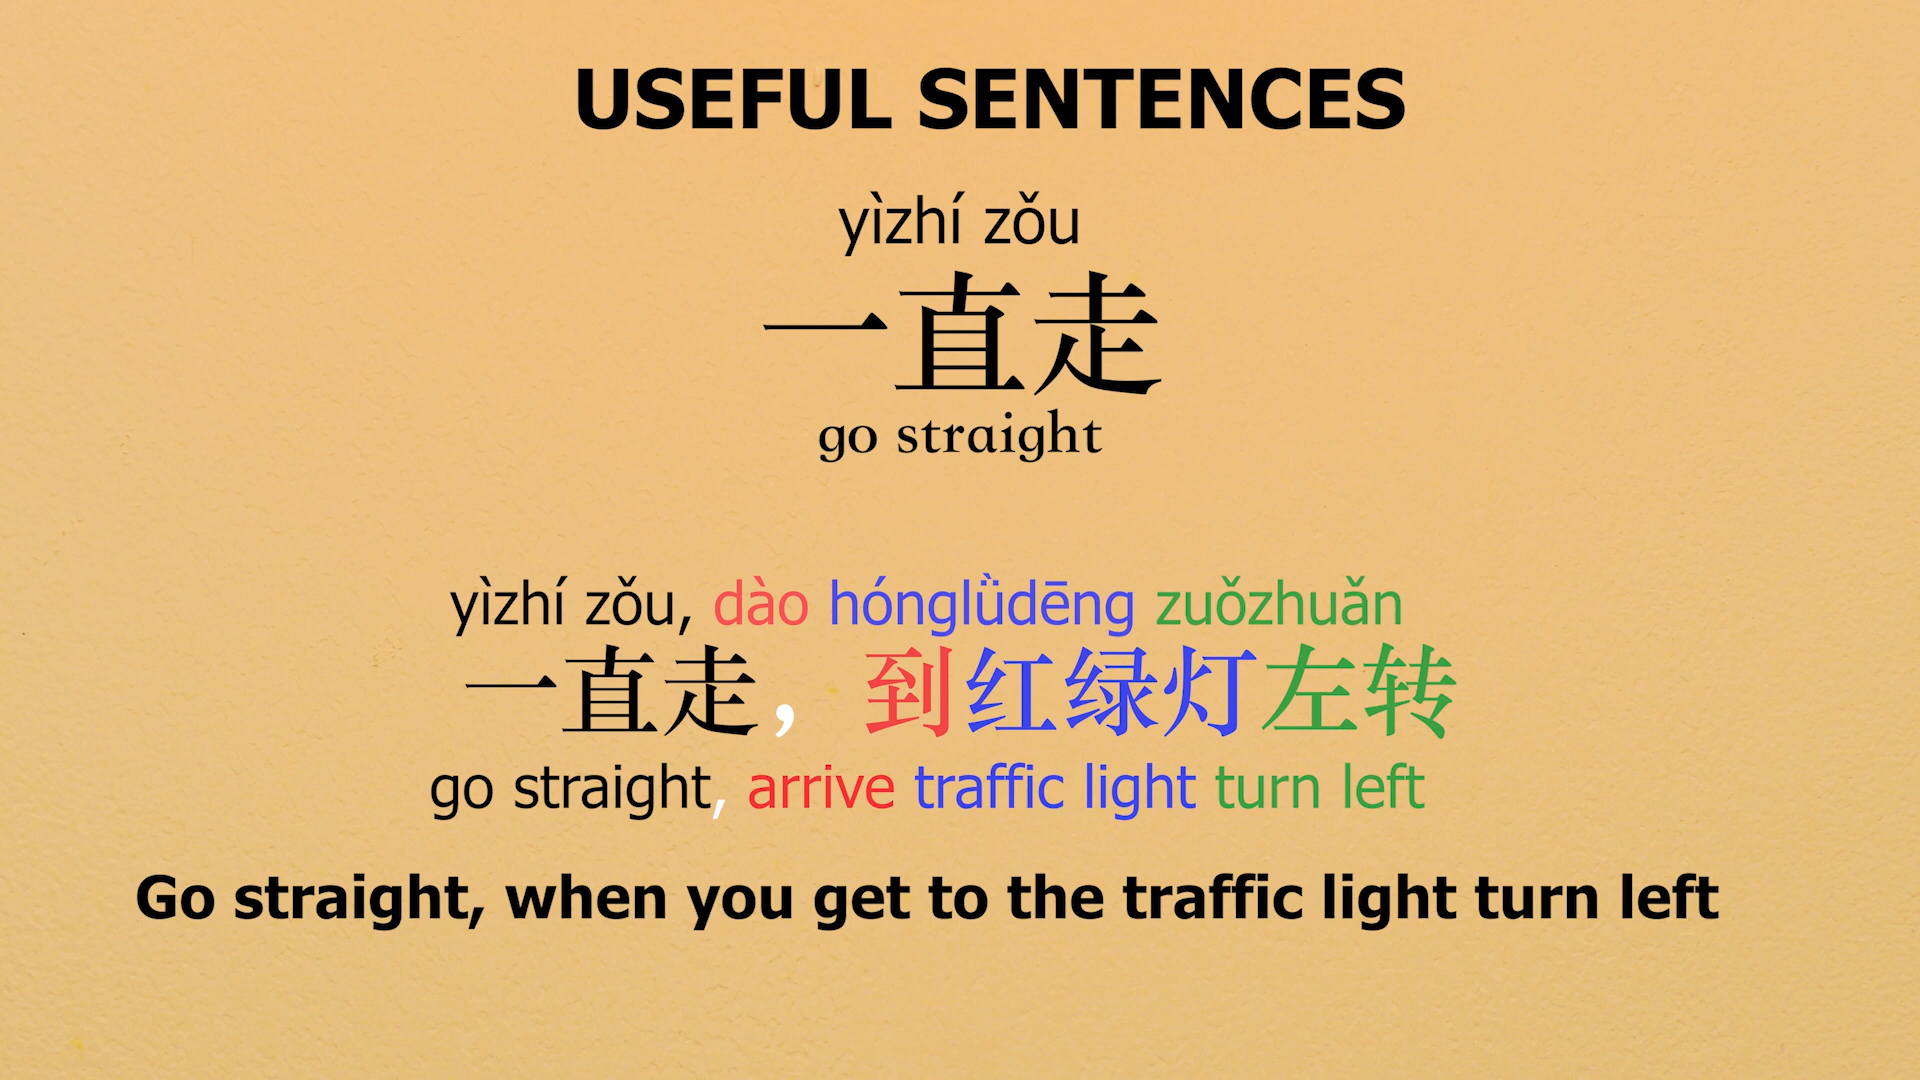 USEFUL SENTENCES
yìzhí zǒu
一直走
go straight
yìzhí zǒu, dào hónglǜdēng zuǒzhuǎn
一直走，到红绿灯左转
go straight, arrive traffic light turn left
Go straight, when you get to the traffic light turn left